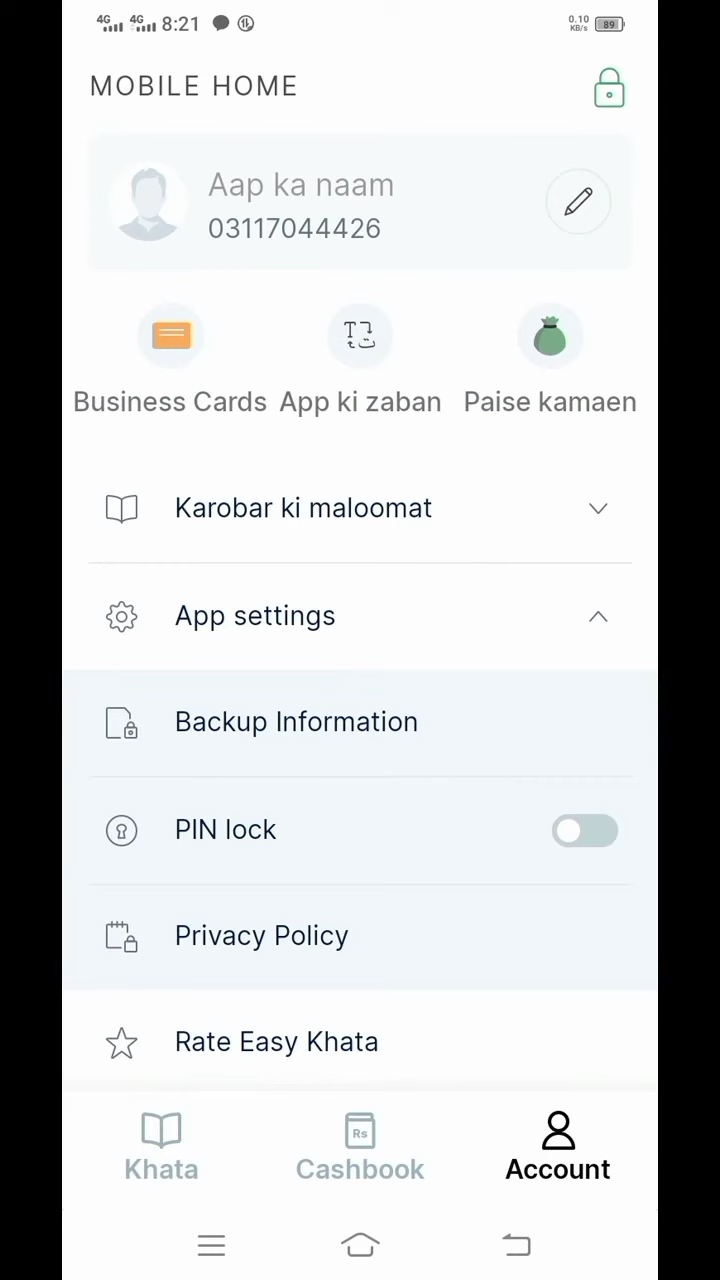 4G 4G 8:21 0.10 KB/s 89
MOBILE HOME
Aap ka naam
03117044426
Business Cards App ki zaban Paise kamaen
Karobar ki maloomat
App settings
Backup Information
PIN lock
Privacy Policy
Rate Easy Khata
Rs
Khata Cashbook Account